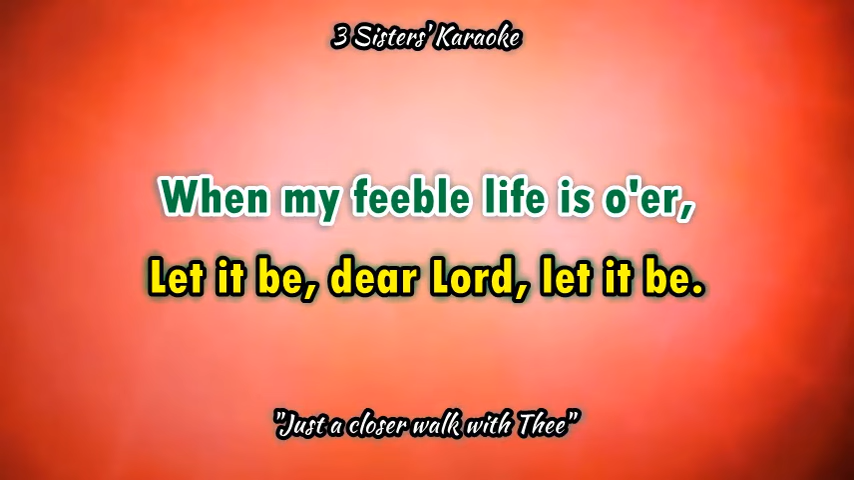 3 Sisters' Karaoke
When my feeble life is o'er,
Let it be, dear Lord, let it be.
"Just a closer walk with Thee"